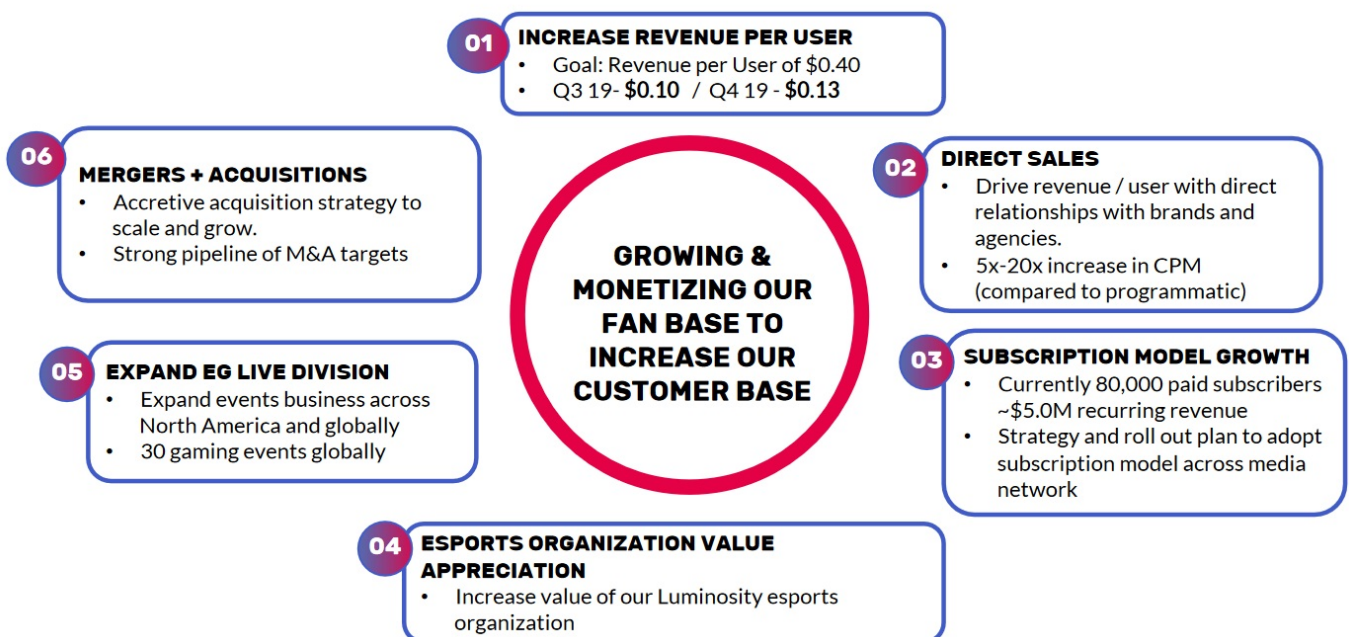 01
INCREASE REVENUE PER USER
• Goal: Revenue per User of $0.40
• Q3 19- $0.10 / Q4 19 - $0.13
02
DIRECT SALES
• Drive revenue / user with direct
relationships with brands and
agencies.
• 5x-20x increase in CPM
(compared to programmatic)
03
SUBSCRIPTION MODEL GROWTH
• Currently 80,000 paid subscribers
~$5.0M recurring revenue
• Strategy and roll out plan to adopt
subscription model across media
network
04
ESPORTS ORGANIZATION VALUE
APPRECIATION
• Increase value of our Luminosity esports
organization
05
EXPAND EG LIVE DIVISION
• Expand events business across
North America and globally
• 30 gaming events globally
06
MERGERS + ACQUISITIONS
• Accretive acquisition strategy to
scale and grow.
• Strong pipeline of M&A targets
GROWING &
MONETIZING OUR
FAN BASE TO
INCREASE OUR
CUSTOMER BASE